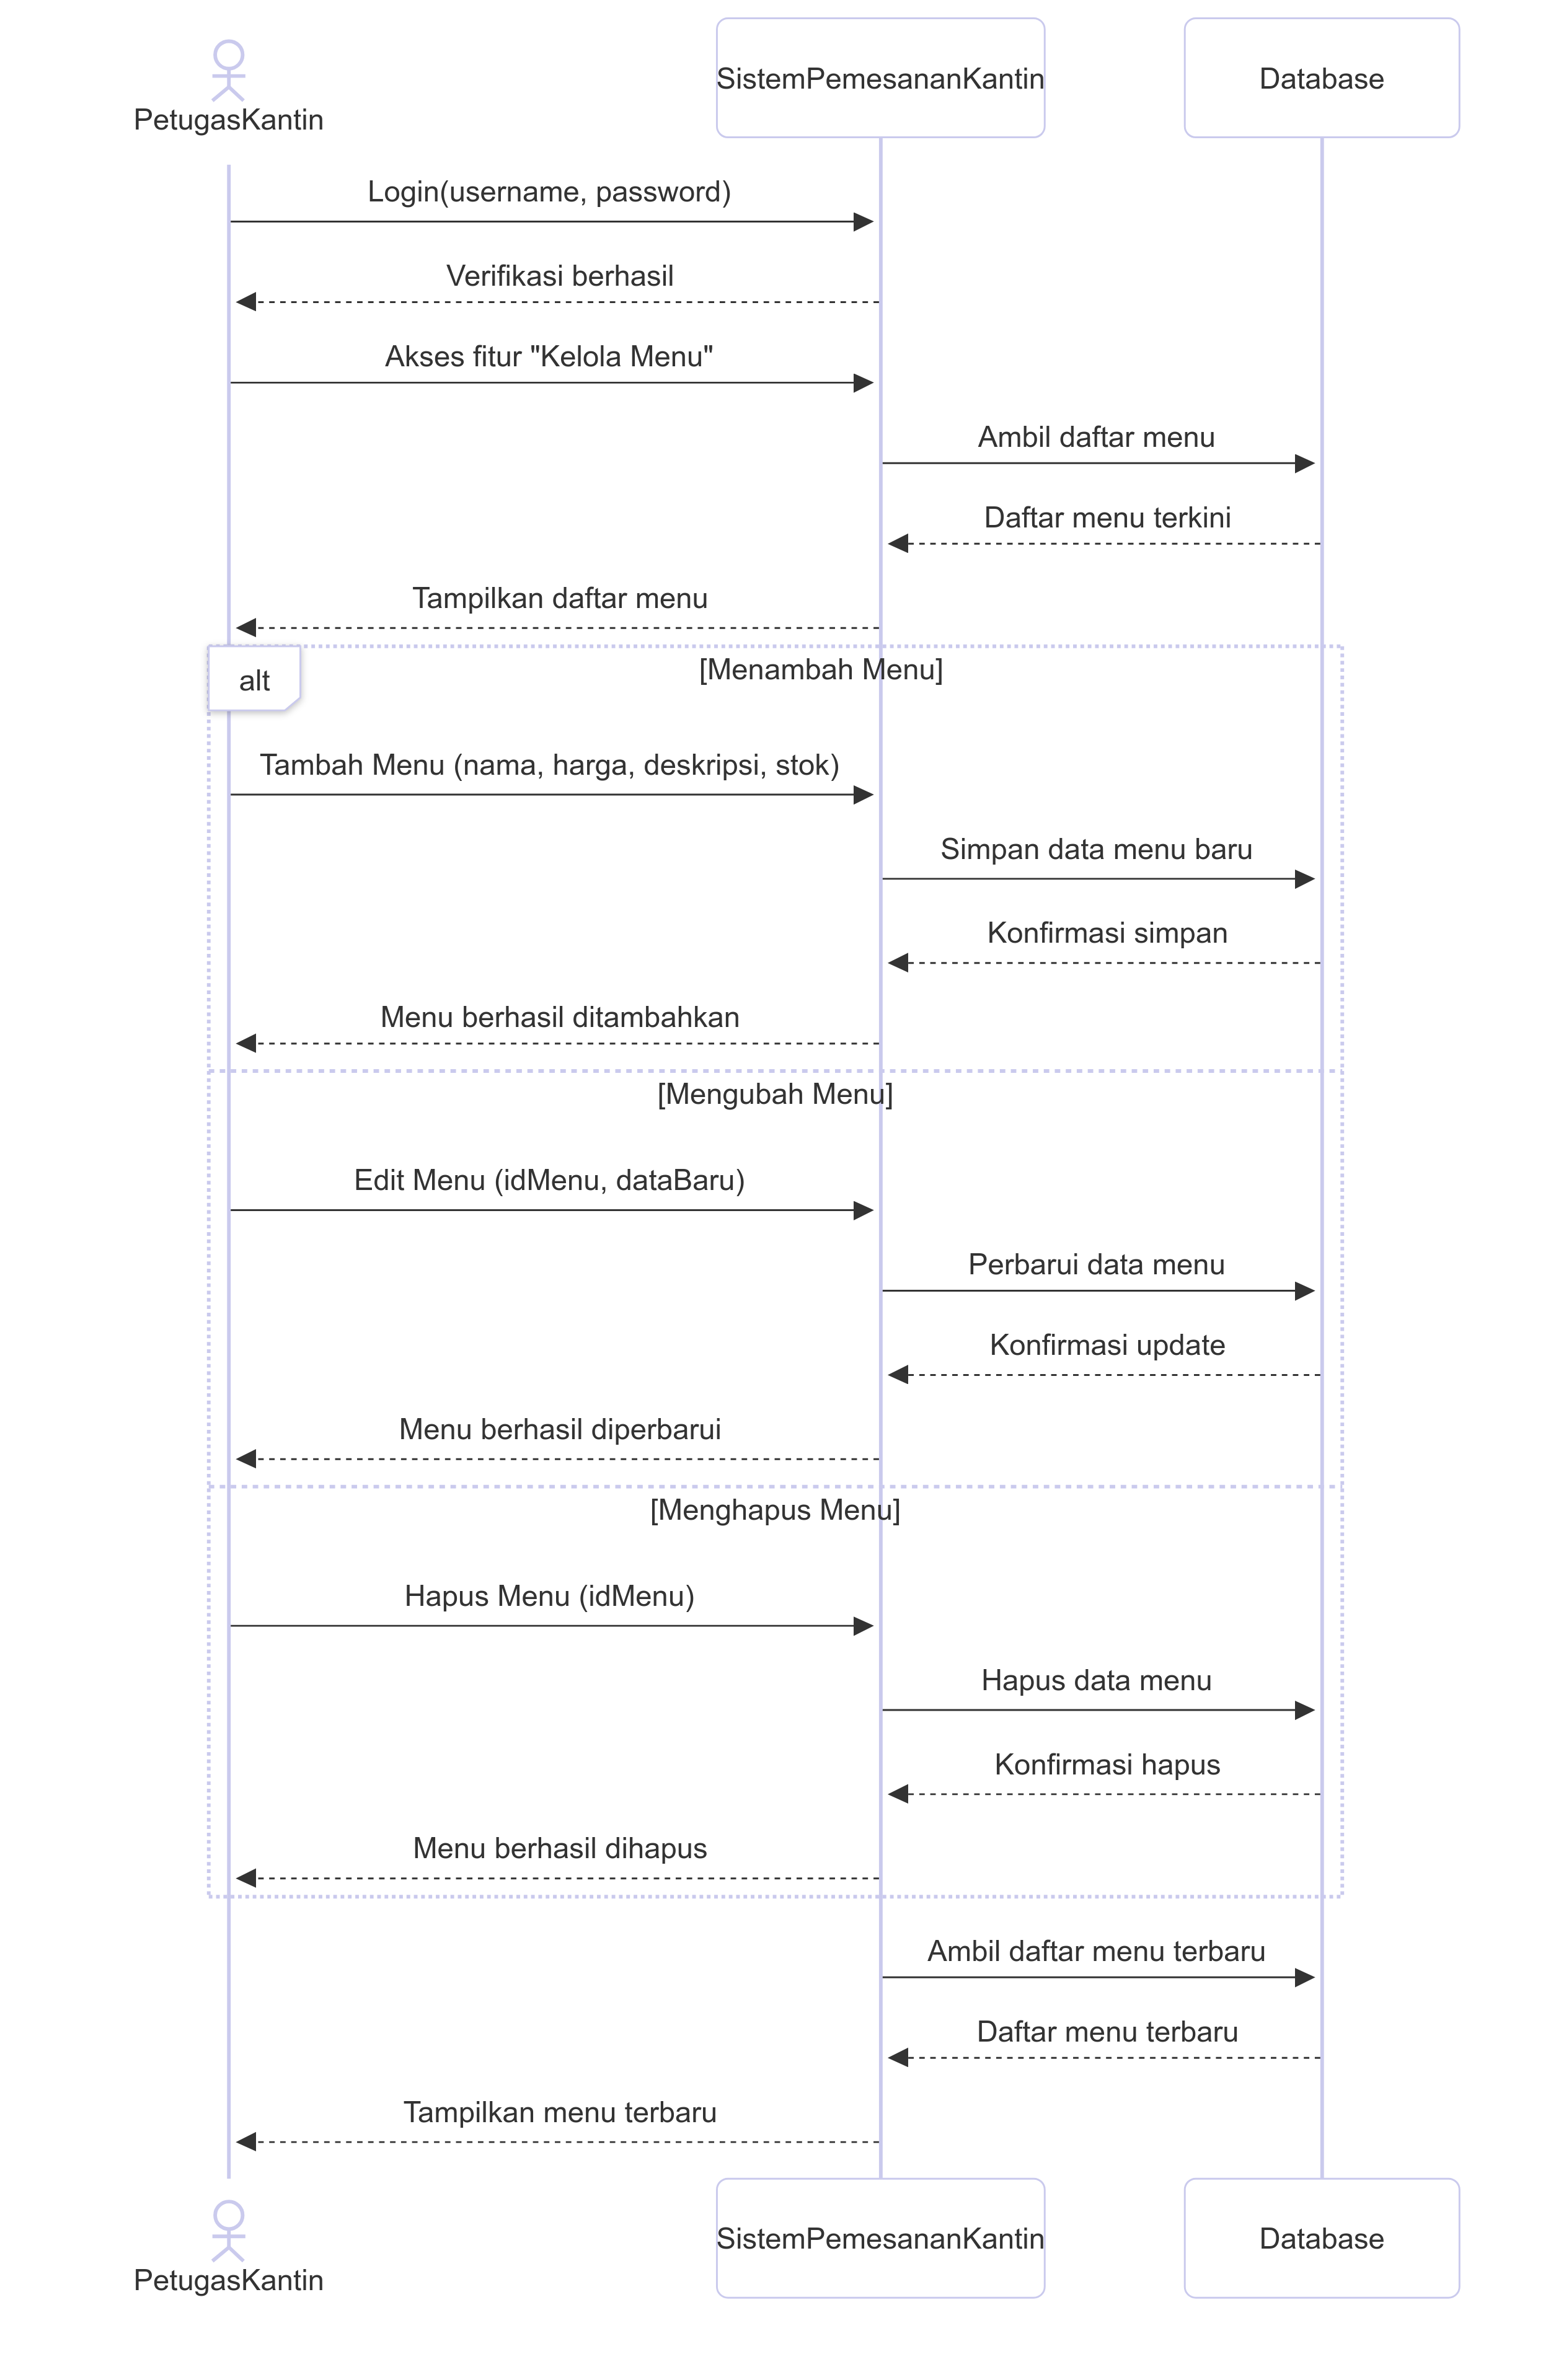 PetugasKantin
SistemPemesananKantin
Database
Login(username, password)
Verifikasi berhasil
Akses fitur "Kelola Menu"
Ambil daftar menu
Daftar menu terkini
Tampilkan daftar menu
alt
[Menambah Menu]
Tambah Menu (nama, harga, deskripsi, stok)
Simpan data menu baru
Konfirmasi simpan
Menu berhasil ditambahkan
[Mengubah Menu]
Edit Menu (idMenu, dataBaru)
Perbarui data menu
Konfirmasi update
Menu berhasil diperbarui
[Menghapus Menu]
Hapus Menu (idMenu)
Hapus data menu
Konfirmasi hapus
Menu berhasil dihapus
Ambil daftar menu terbaru
Daftar menu terbaru
Tampilkan menu terbaru
PetugasKantin
SistemPemesananKantin
Database